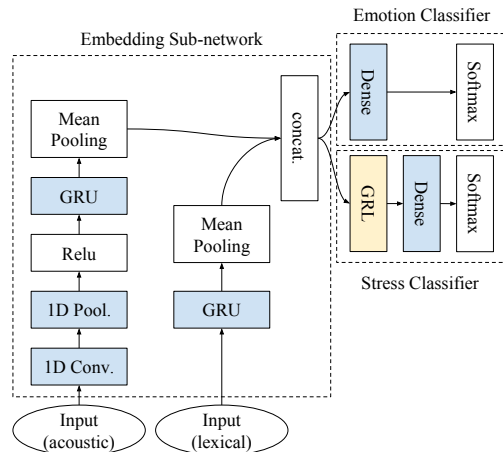 Emotion Classifier
Embedding Sub-network
Dense
Softmax
concat.
Mean
Pooling
GRU
Relu
1D Pool.
1D Conv.
Input
(acoustic)
Mean
Pooling
GRU
Input
(lexical)
GRL
Dense
Softmax
Stress Classifier